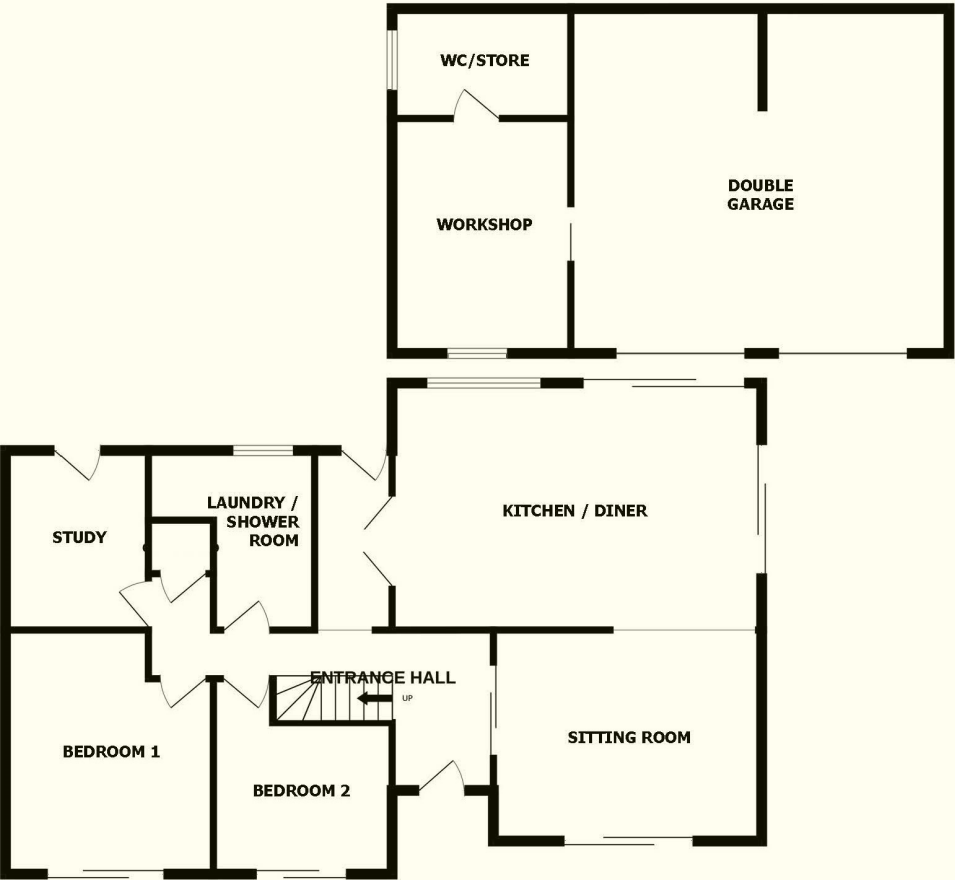 WC/STORE
DOUBLE
GARAGE
WORKSHOP
LAUNDRY /
SHOWER
ROOM
KITCHEN / DINER
STUDY
ENTRANCE HALL
UP
SITTING ROOM
BEDROOM 1
BEDROOM 2